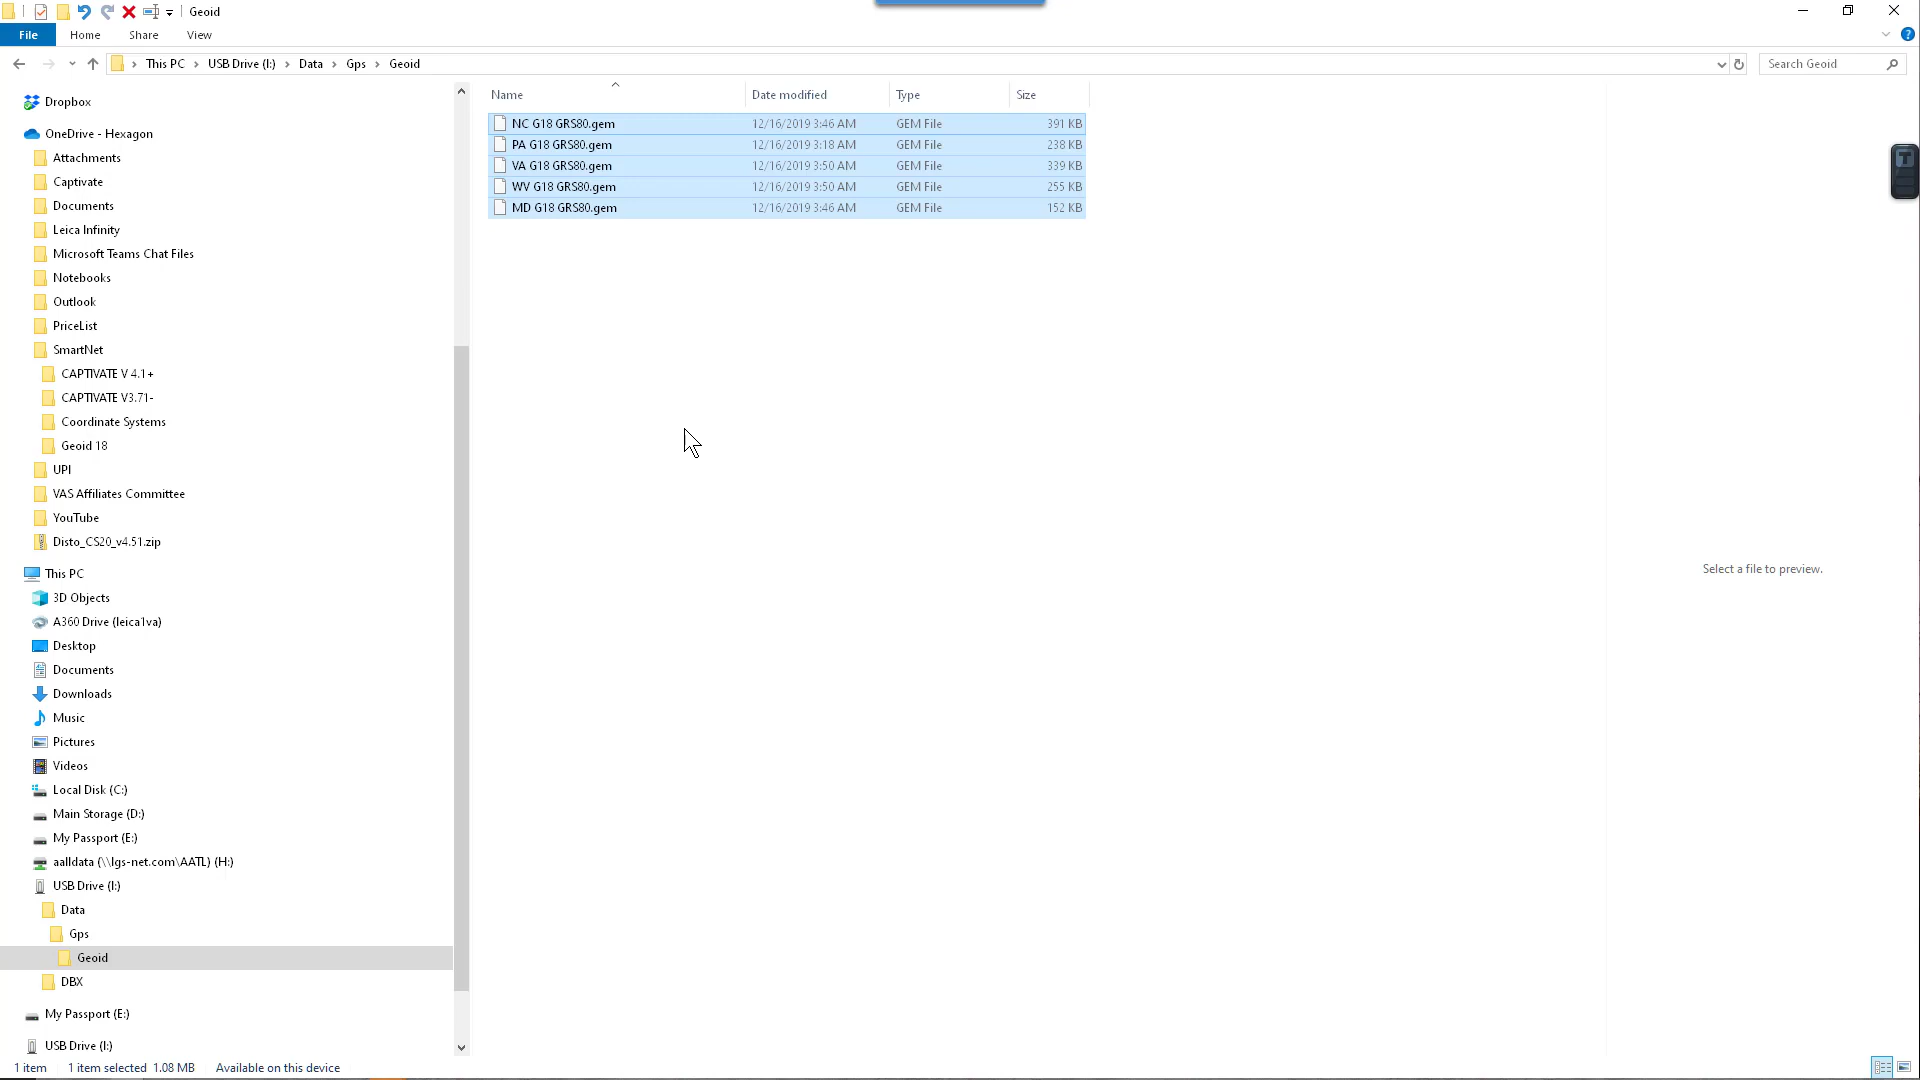 Geoid
File Home Share View
This PC USB Drive (I:) Data Gps Geoid
Search Geoid
Name Date modified Type Size
NC G18 GRS80.gem 12/16/2019 3:46 AM GEM File 391 KB
PA G18 GRS80.gem 12/16/2019 3:18 AM GEM File 238 KB
VA G18 GRS80.gem 12/16/2019 3:50 AM GEM File 339 KB
WV G18 GRS80.gem 12/16/2019 3:50 AM GEM File 255 KB
MD G18 GRS80.gem 12/16/2019 3:46 AM GEM File 152 KB
Dropbox
OneDrive - Hexagon
Attachments
Captivate
Documents
Leica Infinity
Microsoft Teams Chat Files
Notebooks
Outlook
PriceList
SmartNet
CAPTIVATE V 4.1+
CAPTIVATE V3.71-
Coordinate Systems
Geoid 18
UPI
VAS Affiliates Committee
YouTube
Disto_CS20_v4.51.zip
This PC
3D Objects
A360 Drive (leica1va)
Desktop
Documents
Downloads
Music
Pictures
Videos
Local Disk (C:)
Main Storage (D:)
My Passport (E:)
aalldata (\\lgs-net.com\AATL) (H:)
USB Drive (I:)
Data
Gps
Geoid
DBX
My Passport (E:)
USB Drive (I:)
Select a file to preview.
1 item 1 item selected 1.08 MB Available on this device